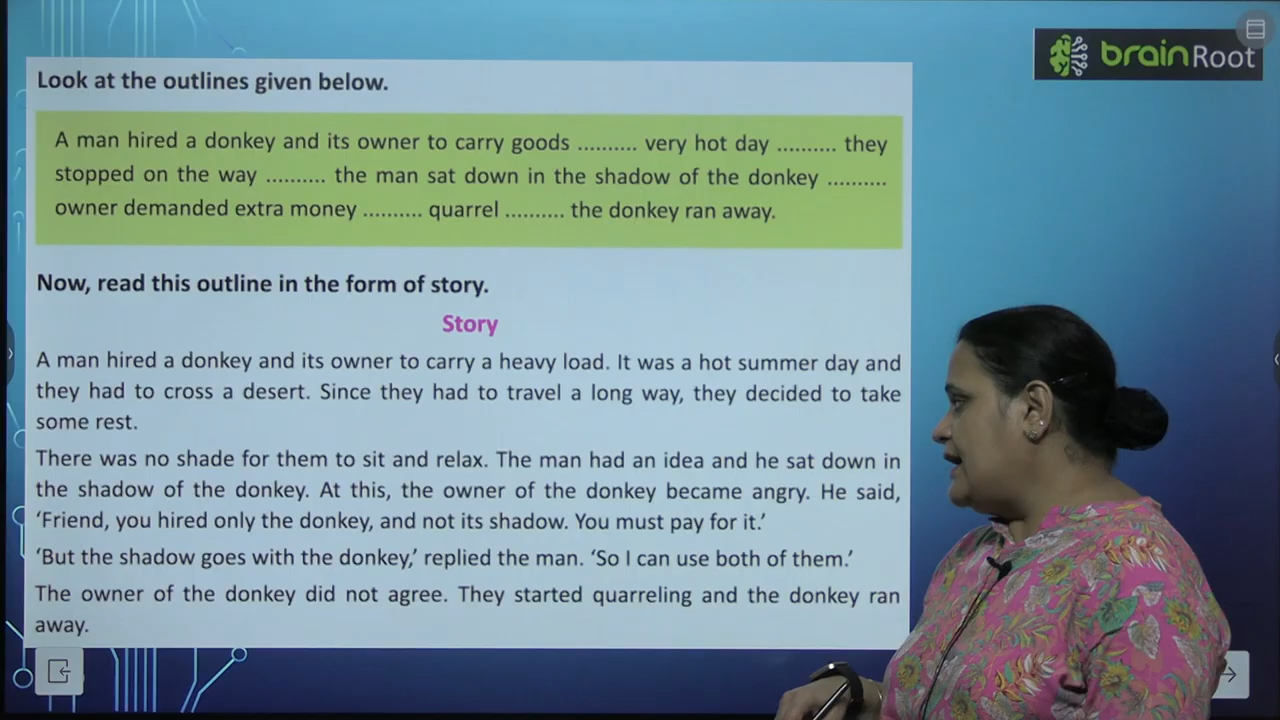 brainRoot
Look at the outlines given below.
A man hired a donkey and its owner to carry goods .......... very hot day .......... they
stopped on the way .......... the man sat down in the shadow of the donkey ..........
owner demanded extra money .......... quarrel .......... the donkey ran away.
Now, read this outline in the form of story.
Story
A man hired a donkey and its owner to carry a heavy load. It was a hot summer day and
they had to cross a desert. Since they had to travel a long way, they decided to take
some rest.
There was no shade for them to sit and relax. The man had an idea and he sat down in
the shadow of the donkey. At this, the owner of the donkey became angry. He said,
‘Friend, you hired only the donkey, and not its shadow. You must pay for it.’
‘But the shadow goes with the donkey,’ replied the man. ‘So I can use both of them.’
The owner of the donkey did not agree. They started quarreling and the donkey ran
away.